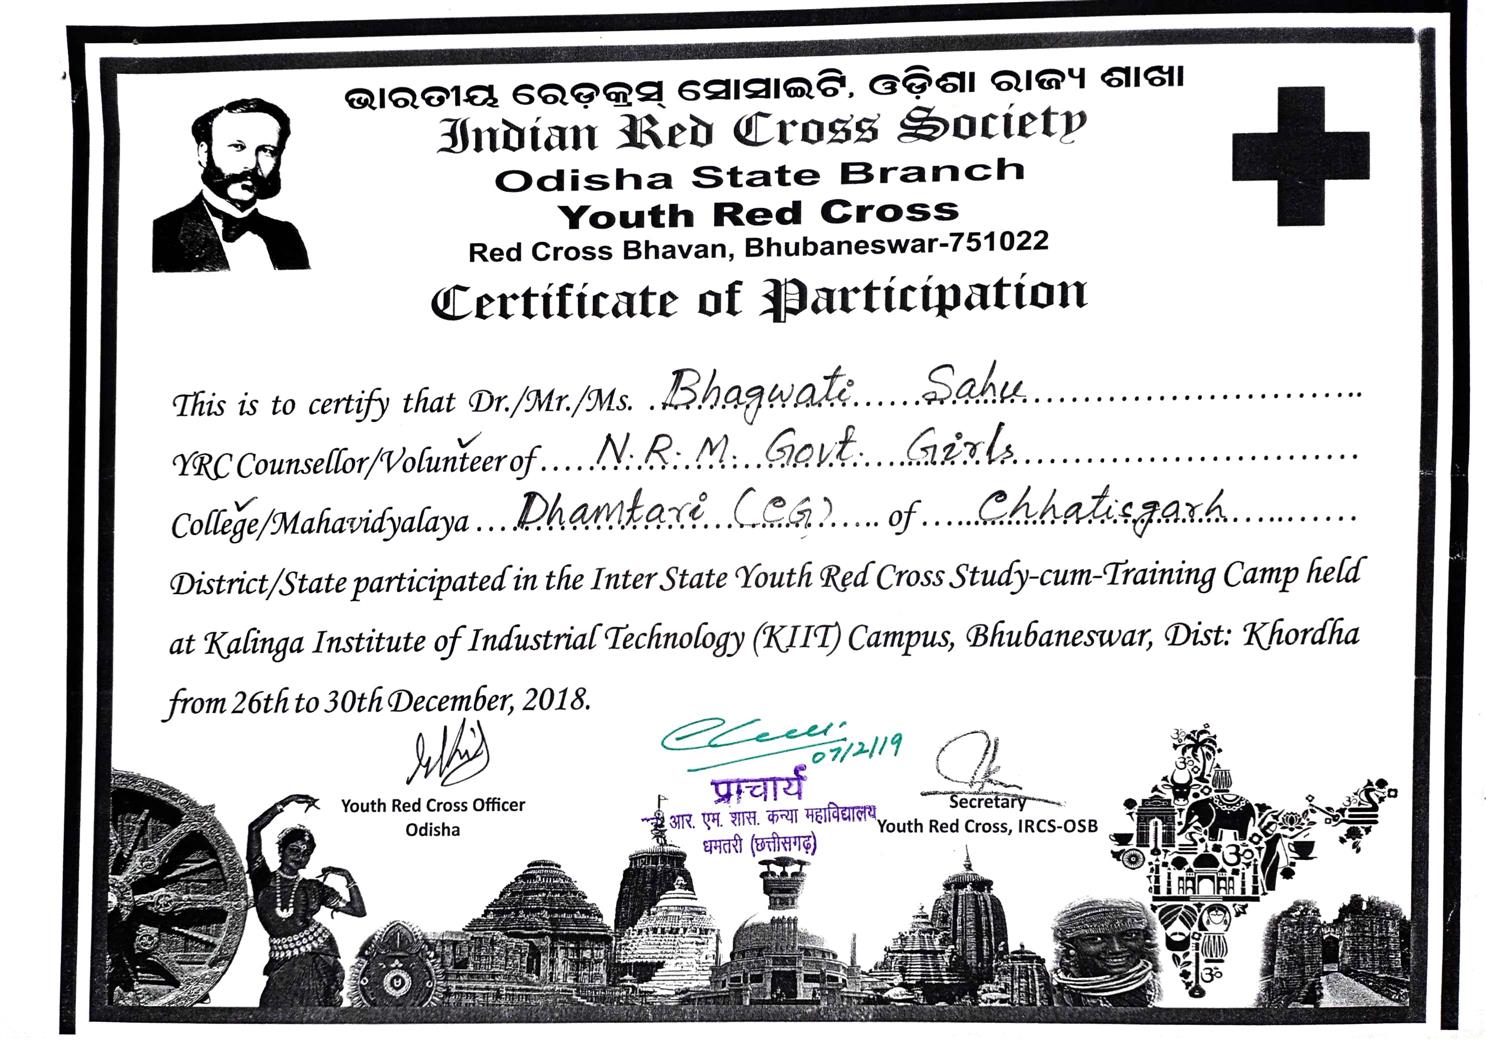 ଭାରତୀୟ ରେଡ଼କ୍ରସ୍ ସୋସାଇଟି, ଓଡ଼ିଶା ରାଜ୍ୟ ଶାଖା
Indian Red Cross Society
Odisha State Branch
Youth Red Cross
Red Cross Bhavan, Bhubaneswar-751022
Certificate of Participation
This is to certify that Dr./Mr./Ms. Bhagwati Sahu
YRC Counsellor/Volunteer of N.R.M. Govt. Girls
College/Mahavidyalaya Dhamtari (CG) of Chhatisgarh
District/State participated in the Inter State Youth Red Cross Study-cum-Training Camp held
at Kalinga Institute of Industrial Technology (KIIT) Campus, Bhubaneswar, Dist: Khordha
from 26th to 30th December, 2018.
07/2/19
Youth Red Cross Officer
Odisha
प्राचार्य
आर. एम. शास. कन्या महाविद्यालय
धमतरी (छत्तीसगढ़)
Secretary
Youth Red Cross, IRCS-OSB